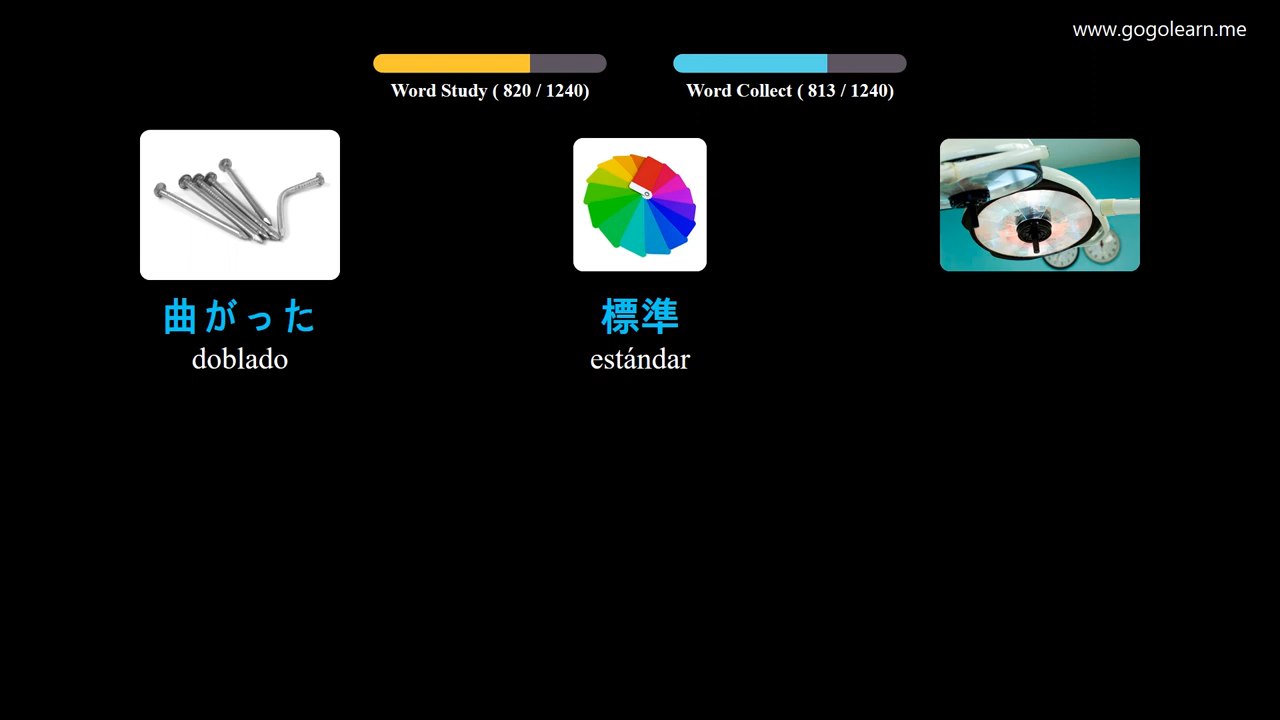 www.gogolearn.me
Word Study ( 820 / 1240)
Word Collect ( 813 / 1240)
曲がった
doblado
標準
estándar